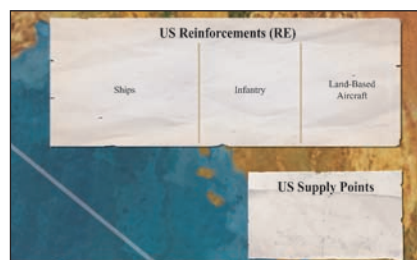 US Reinforcements (RE)
Ships
Infantry
Land-Based
Aircraft
US Supply Points